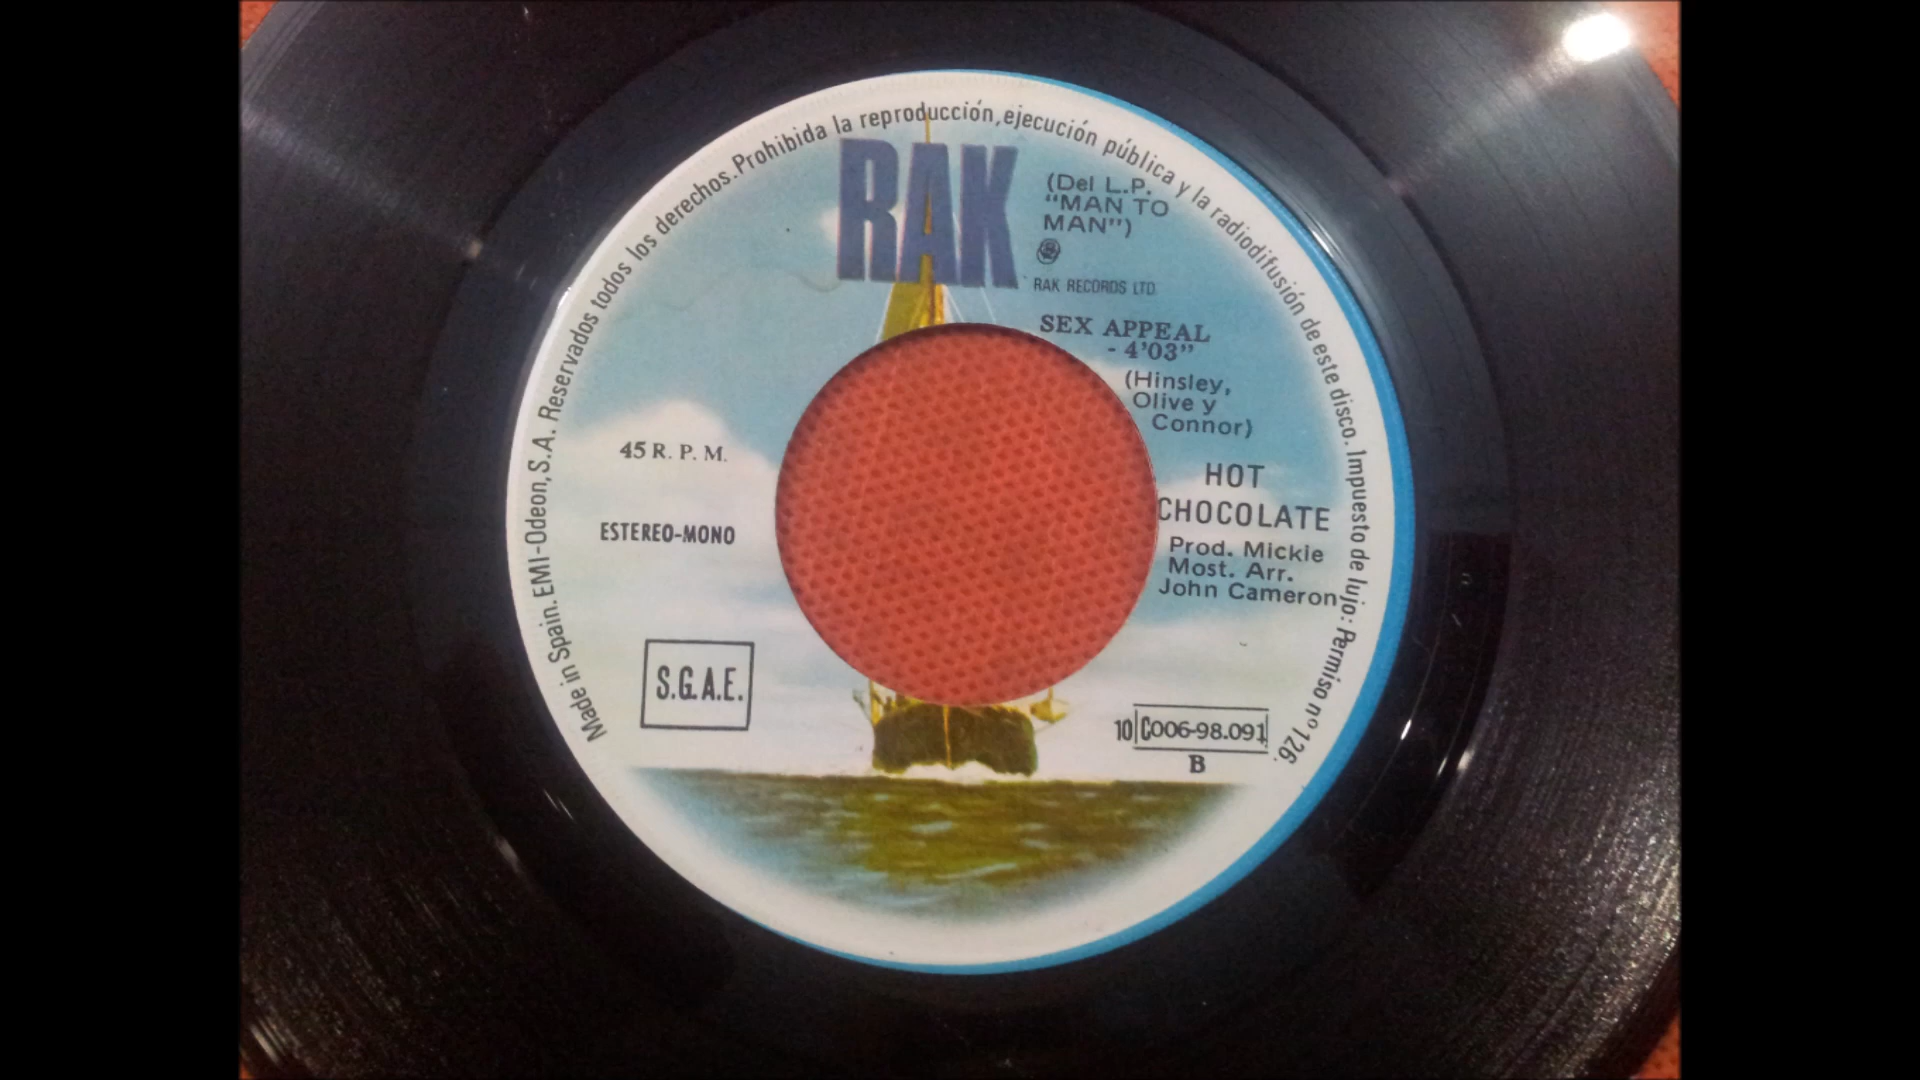 Made in Spain. EMI-Odeon, S.A. Reservados todos los derechos. Prohibida la reproducción, ejecución pública y la radiodifusión de este disco. Impuesto de lujo: Permiso nº 126.
RAK
(Del L.P.
"MAN TO
MAN")
RAK RECORDS LTD.
SEX APPEAL
- 4'03"
(Hinsley,
Olive y
Connor)
45 R. P. M.
HOT
CHOCOLATE
ESTEREO-MONO
Prod. Mickie
Most. Arr.
John Cameron
S.G.A.E.
10 C006-98.091
B